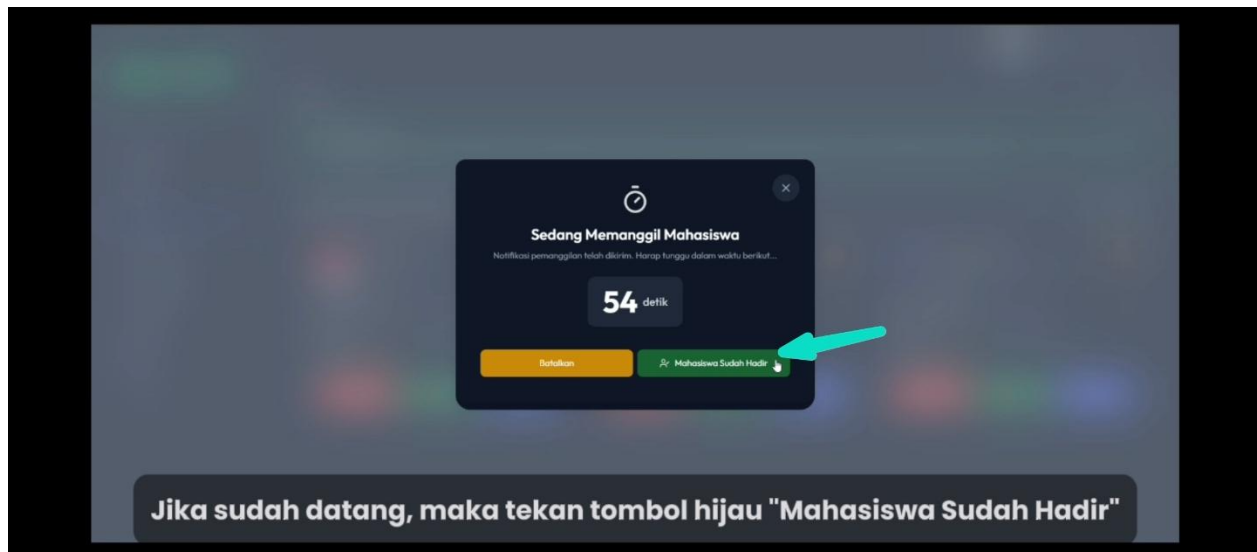 Sedang Memanggil Mahasiswa
Notifikasi pemanggilan telah dikirim. Harap tunggu dalam waktu berikut...
54 detik
Batalkan
Mahasiswa Sudah Hadir
Jika sudah datang, maka tekan tombol hijau "Mahasiswa Sudah Hadir"